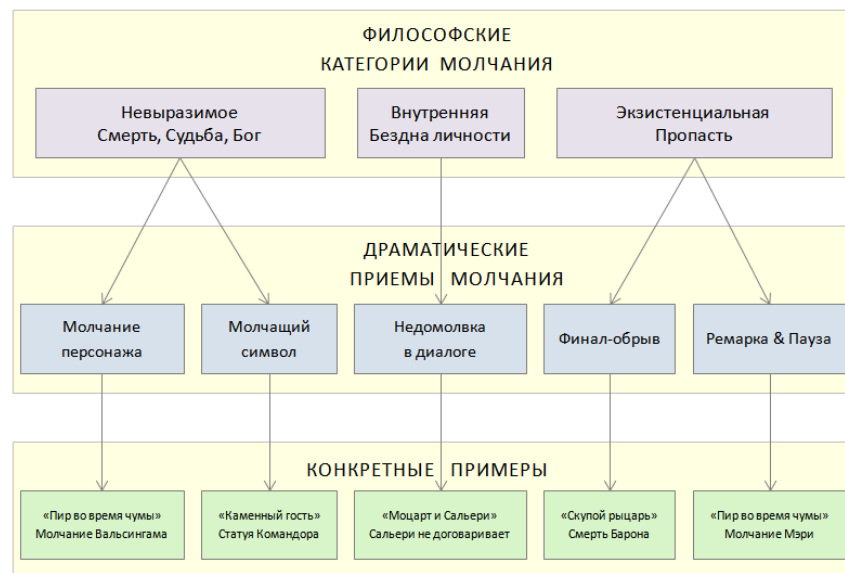 ФИЛОСОФСКИЕ
КАТЕГОРИИ МОЛЧАНИЯ
Невыразимое
Смерть, Судьба, Бог
Внутренняя
Бездна личности
Экзистенциальная
Пропасть
ДРАМАТИЧЕСКИЕ
ПРИЕМЫ МОЛЧАНИЯ
Молчание
персонажа
Молчащий
символ
Недомолвка
в диалоге
Финал-обрыв
Ремарка & Пауза
КОНКРЕТНЫЕ ПРИМЕРЫ
«Пир во время чумы»
Молчание Вальсингама
«Каменный гость»
Статуя Командора
«Моцарт и Сальери»
Сальери не договаривает
«Скупой рыцарь»
Смерть Барона
«Пир во время чумы»
Молчание Мэри